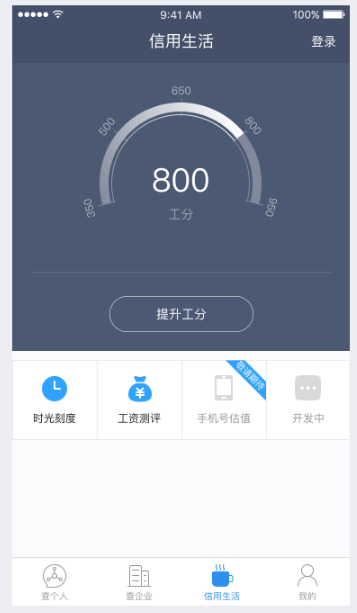 9:41 AM 100%
信用生活 登录
650
500 800
350 950
800
工分
提升工分
敬请期待
时光刻度 工资测评 手机号估值 开发中
查个人 查企业 信用生活 我的